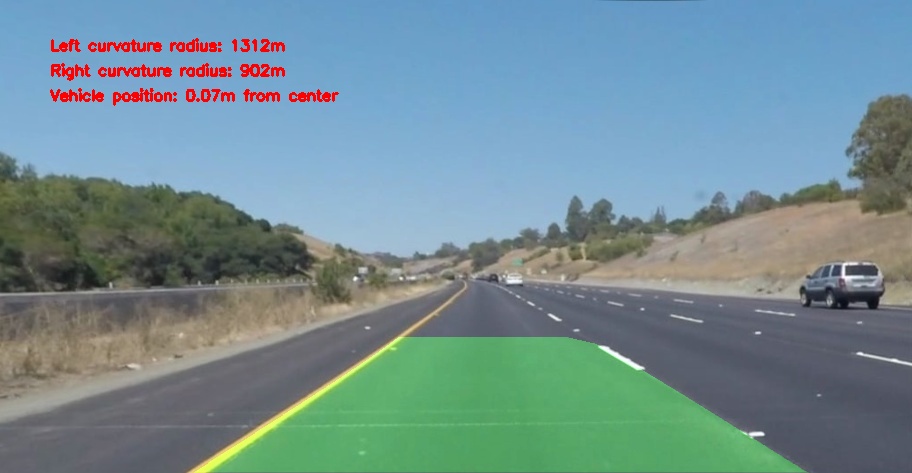 Left curvature radius: 1312m
Right curvature radius: 902m
Vehicle position: 0.07m from center